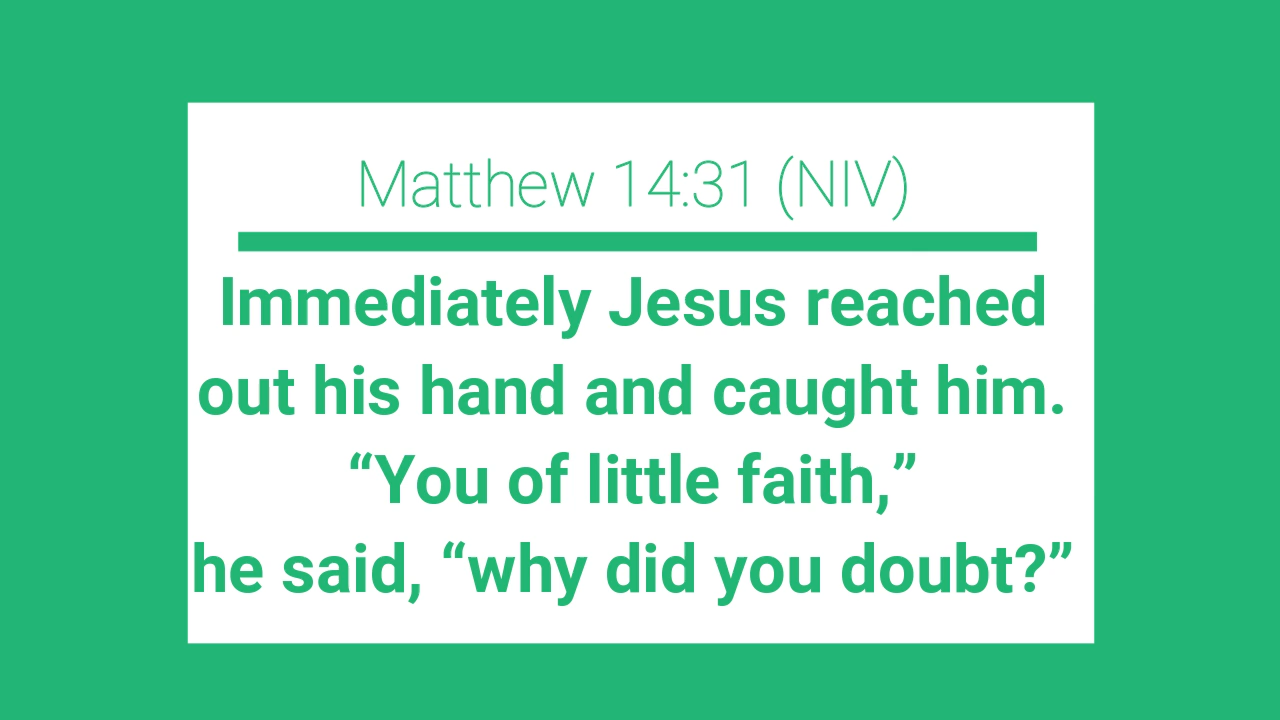 Matthew 14:31 (NIV)
Immediately Jesus reached
out his hand and caught him.
“You of little faith,”
he said, “why did you doubt?”